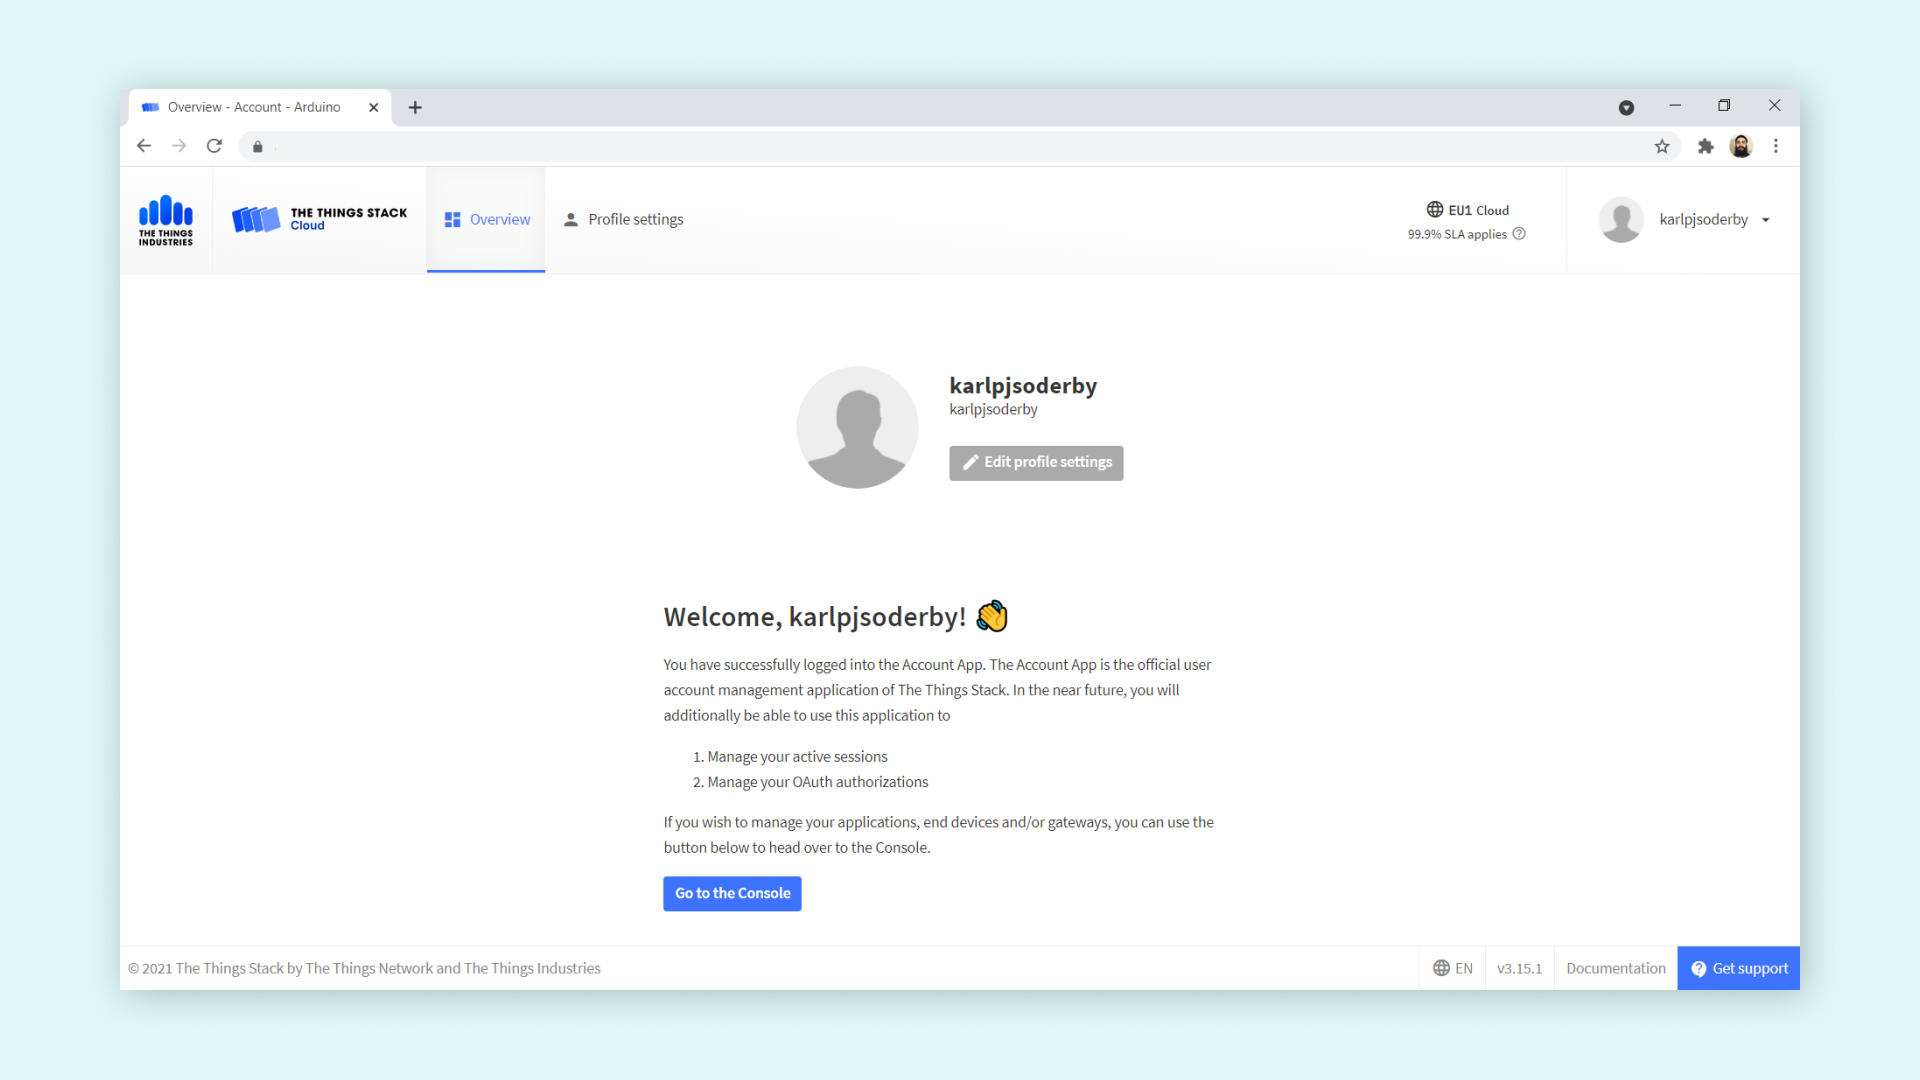 Overview - Account - Arduino
THE THINGS
INDUSTRIES
THE THINGS STACK
Cloud
Overview
Profile settings
EU1 Cloud
99.9% SLA applies
karlpjsoderby
karlpjsoderby
karlpjsoderby
Edit profile settings
Welcome, karlpjsoderby! 👋
You have successfully logged into the Account App. The Account App is the official user
account management application of The Things Stack. In the near future, you will
additionally be able to use this application to
1. Manage your active sessions
2. Manage your OAuth authorizations
If you wish to manage your applications, end devices and/or gateways, you can use the
button below to head over to the Console.
Go to the Console
© 2021 The Things Stack by The Things Network and The Things Industries
EN
v3.15.1
Documentation
Get support